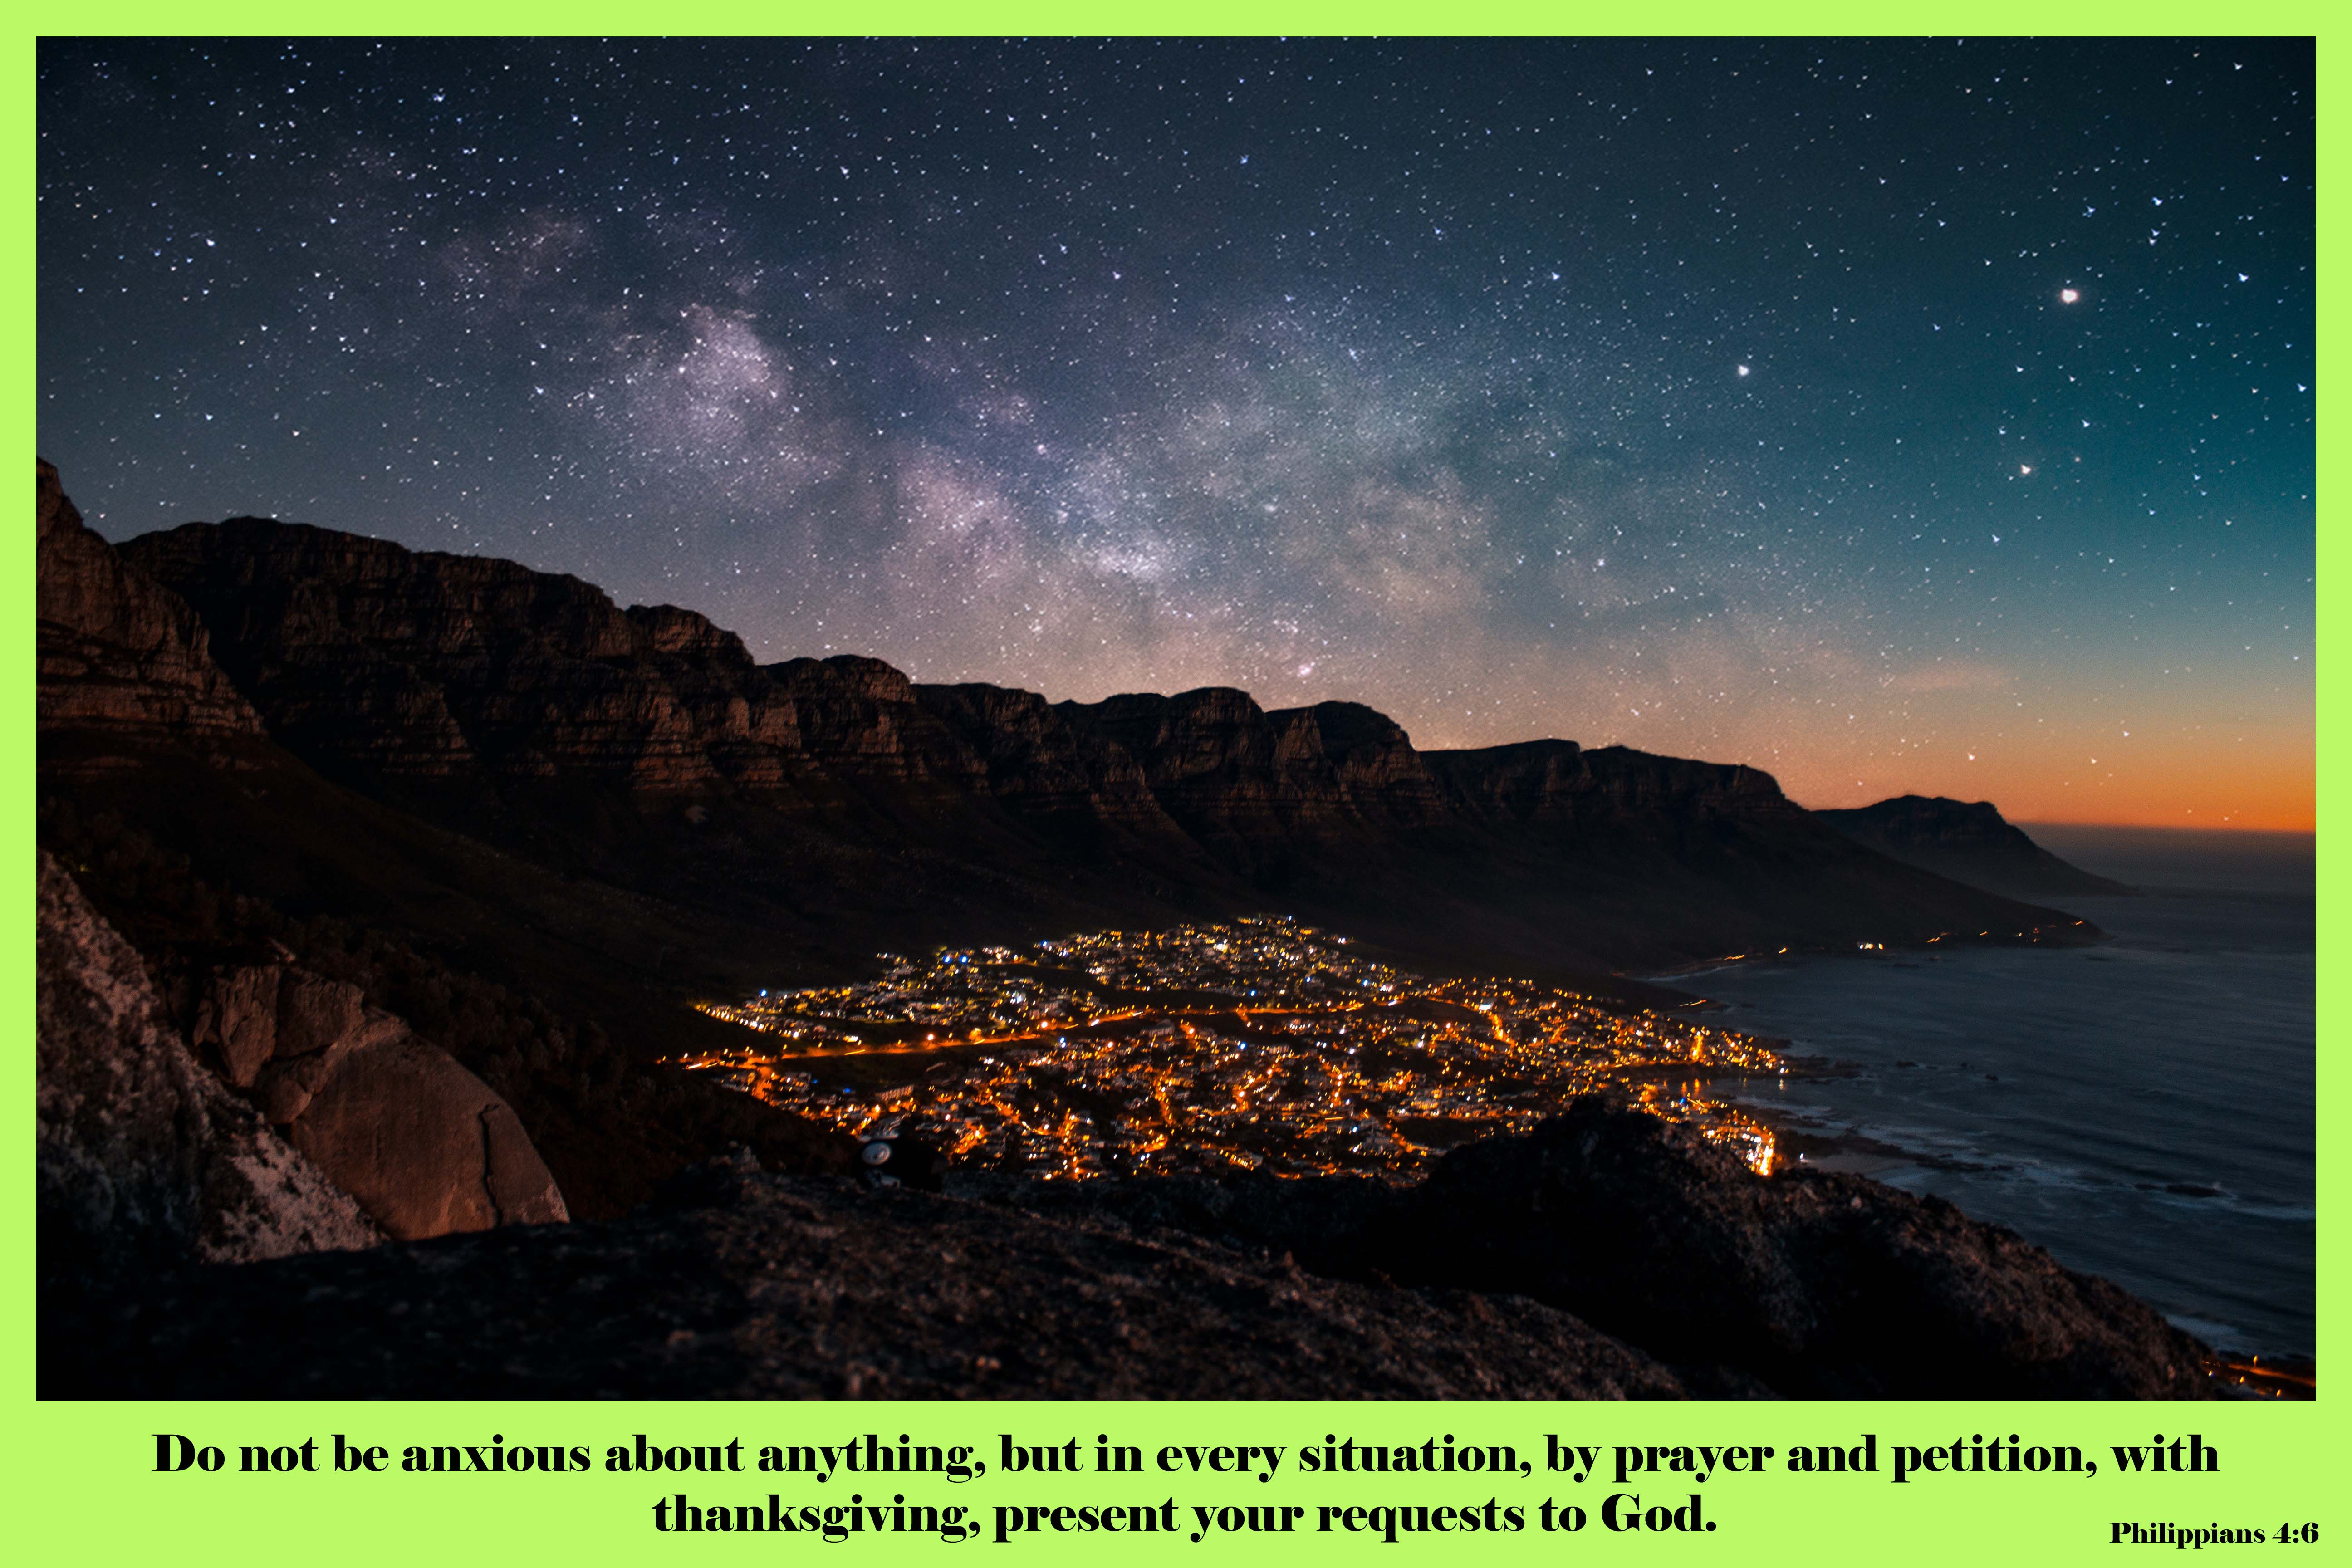 Do not be anxious about anything, but in every situation, by prayer and petition, with
thanksgiving, present your requests to God.
Philippians 4:6